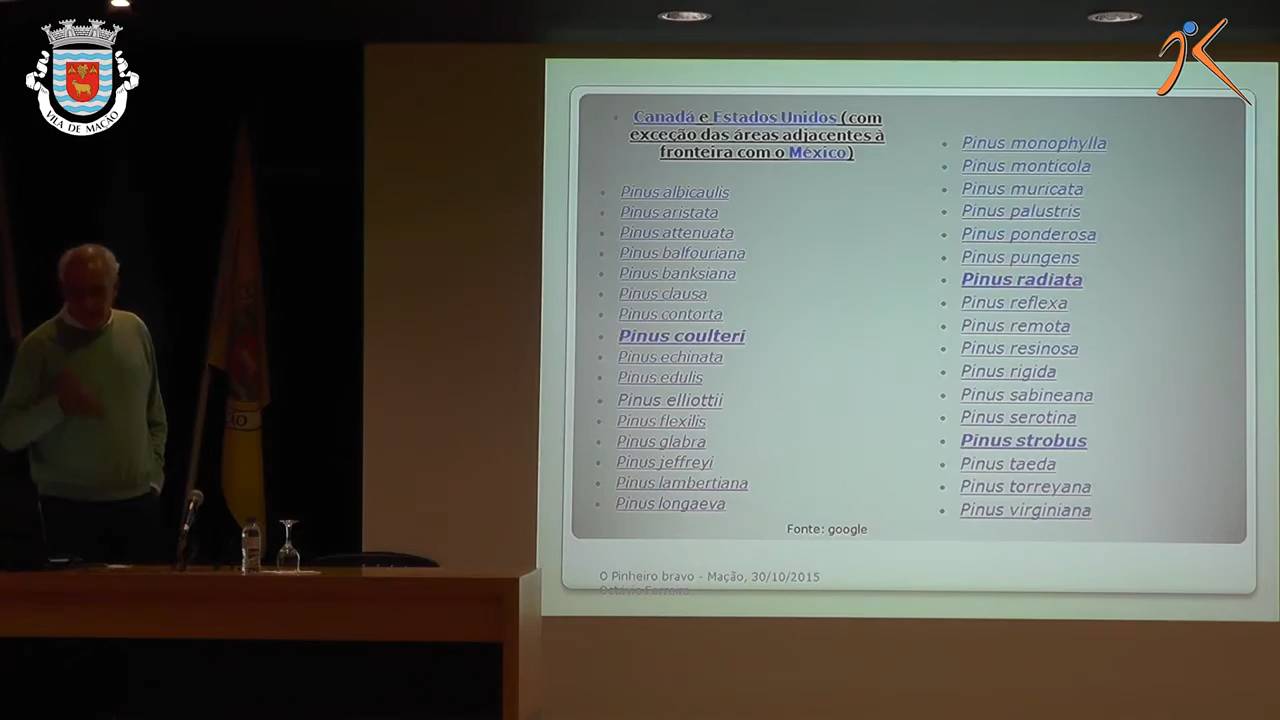 VILA DE MAÇÃO
Canadá e Estados Unidos (com
exceção das áreas adjacentes à
fronteira com o México)
Pinus albicaulis
Pinus aristata
Pinus attenuata
Pinus balfouriana
Pinus banksiana
Pinus clausa
Pinus contorta
Pinus coulteri
Pinus echinata
Pinus edulis
Pinus elliottii
Pinus flexilis
Pinus glabra
Pinus jeffreyi
Pinus lambertiana
Pinus longaeva
Pinus monophylla
Pinus monticola
Pinus muricata
Pinus palustris
Pinus ponderosa
Pinus pungens
Pinus radiata
Pinus reflexa
Pinus remota
Pinus resinosa
Pinus rigida
Pinus sabineana
Pinus serotina
Pinus strobus
Pinus taeda
Pinus torreyana
Pinus virginiana
Fonte: google
O Pinheiro bravo - Mação, 30/10/2015
Octávio Ferreira